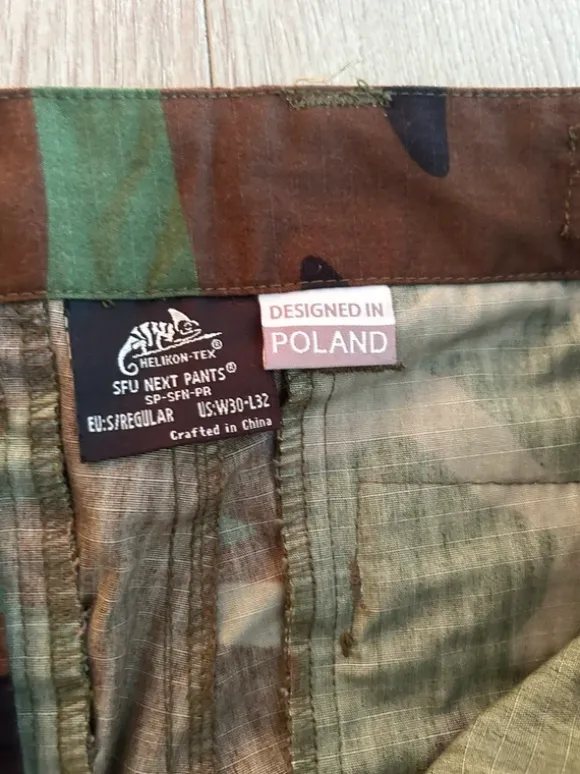 HELIKON-TEX®
SFU NEXT PANTS®
SP-SFN-PR
EU:S/REGULAR US:W30-L32
Crafted in China
DESIGNED IN
POLAND